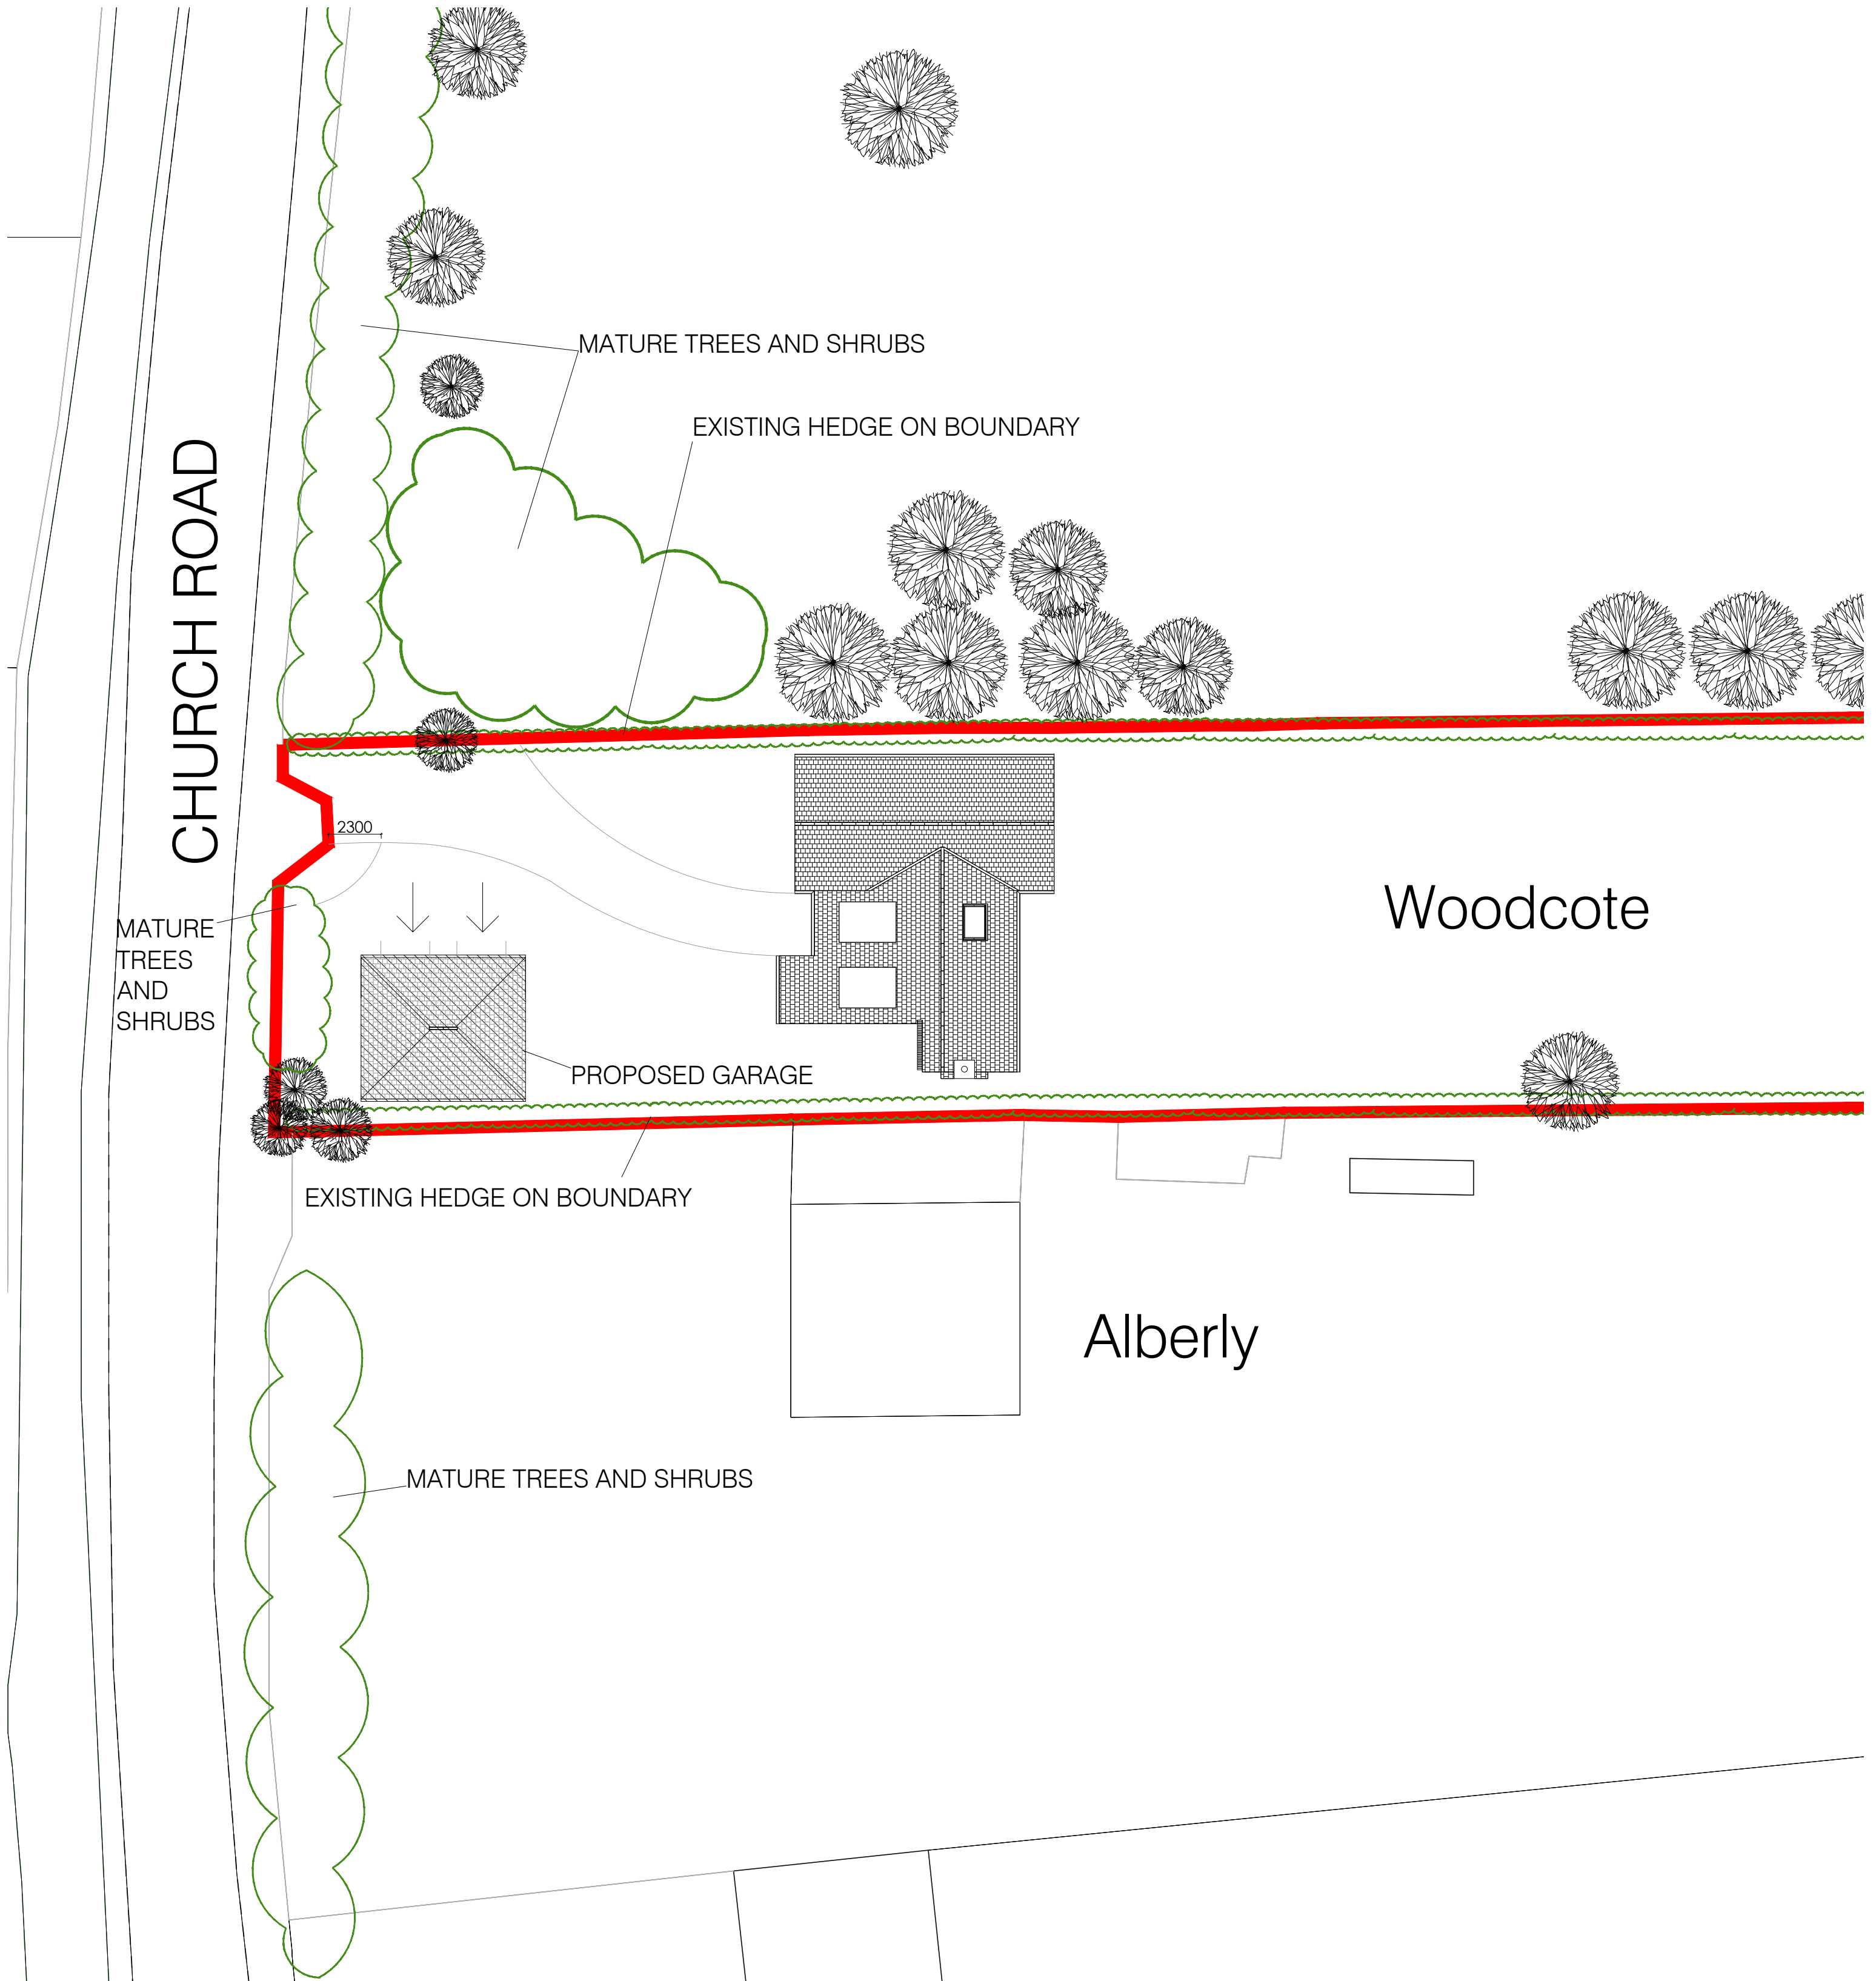 MATURE TREES AND SHRUBS
EXISTING HEDGE ON BOUNDARY
CHURCH ROAD
2300
Woodcote
MATURE
TREES
AND
SHRUBS
PROPOSED GARAGE
EXISTING HEDGE ON BOUNDARY
Alberly
MATURE TREES AND SHRUBS